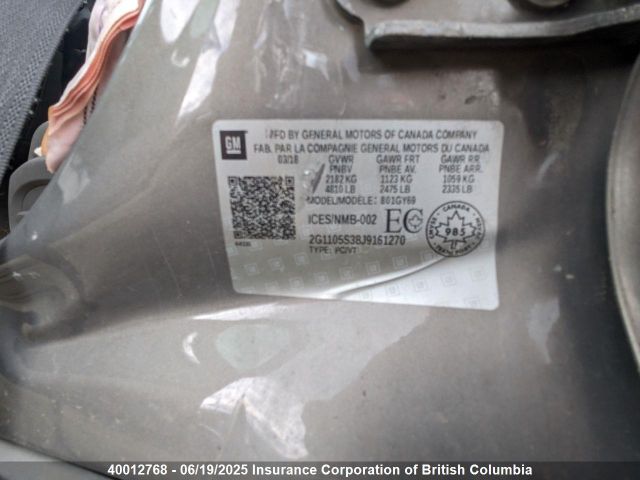 GM
MFD BY GENERAL MOTORS OF CANADA COMPANY
FAB. PAR LA COMPAGNIE GENERAL MOTORS DU CANADA
03/18 GVWR GAWR FRT GAWR RR
PNBV PNBE AV. PNBE ARR.
2182 KG 1123 KG 1059 KG
4810 LB 2475 LB 2335 LB
MODEL/MODELE: 801GY69
ICES/NMB-002 EC
CANADA
985
2G1105S38J9161270
TYPE: PC/VT
40012768 - 06/19/2025 Insurance Corporation of British Columbia